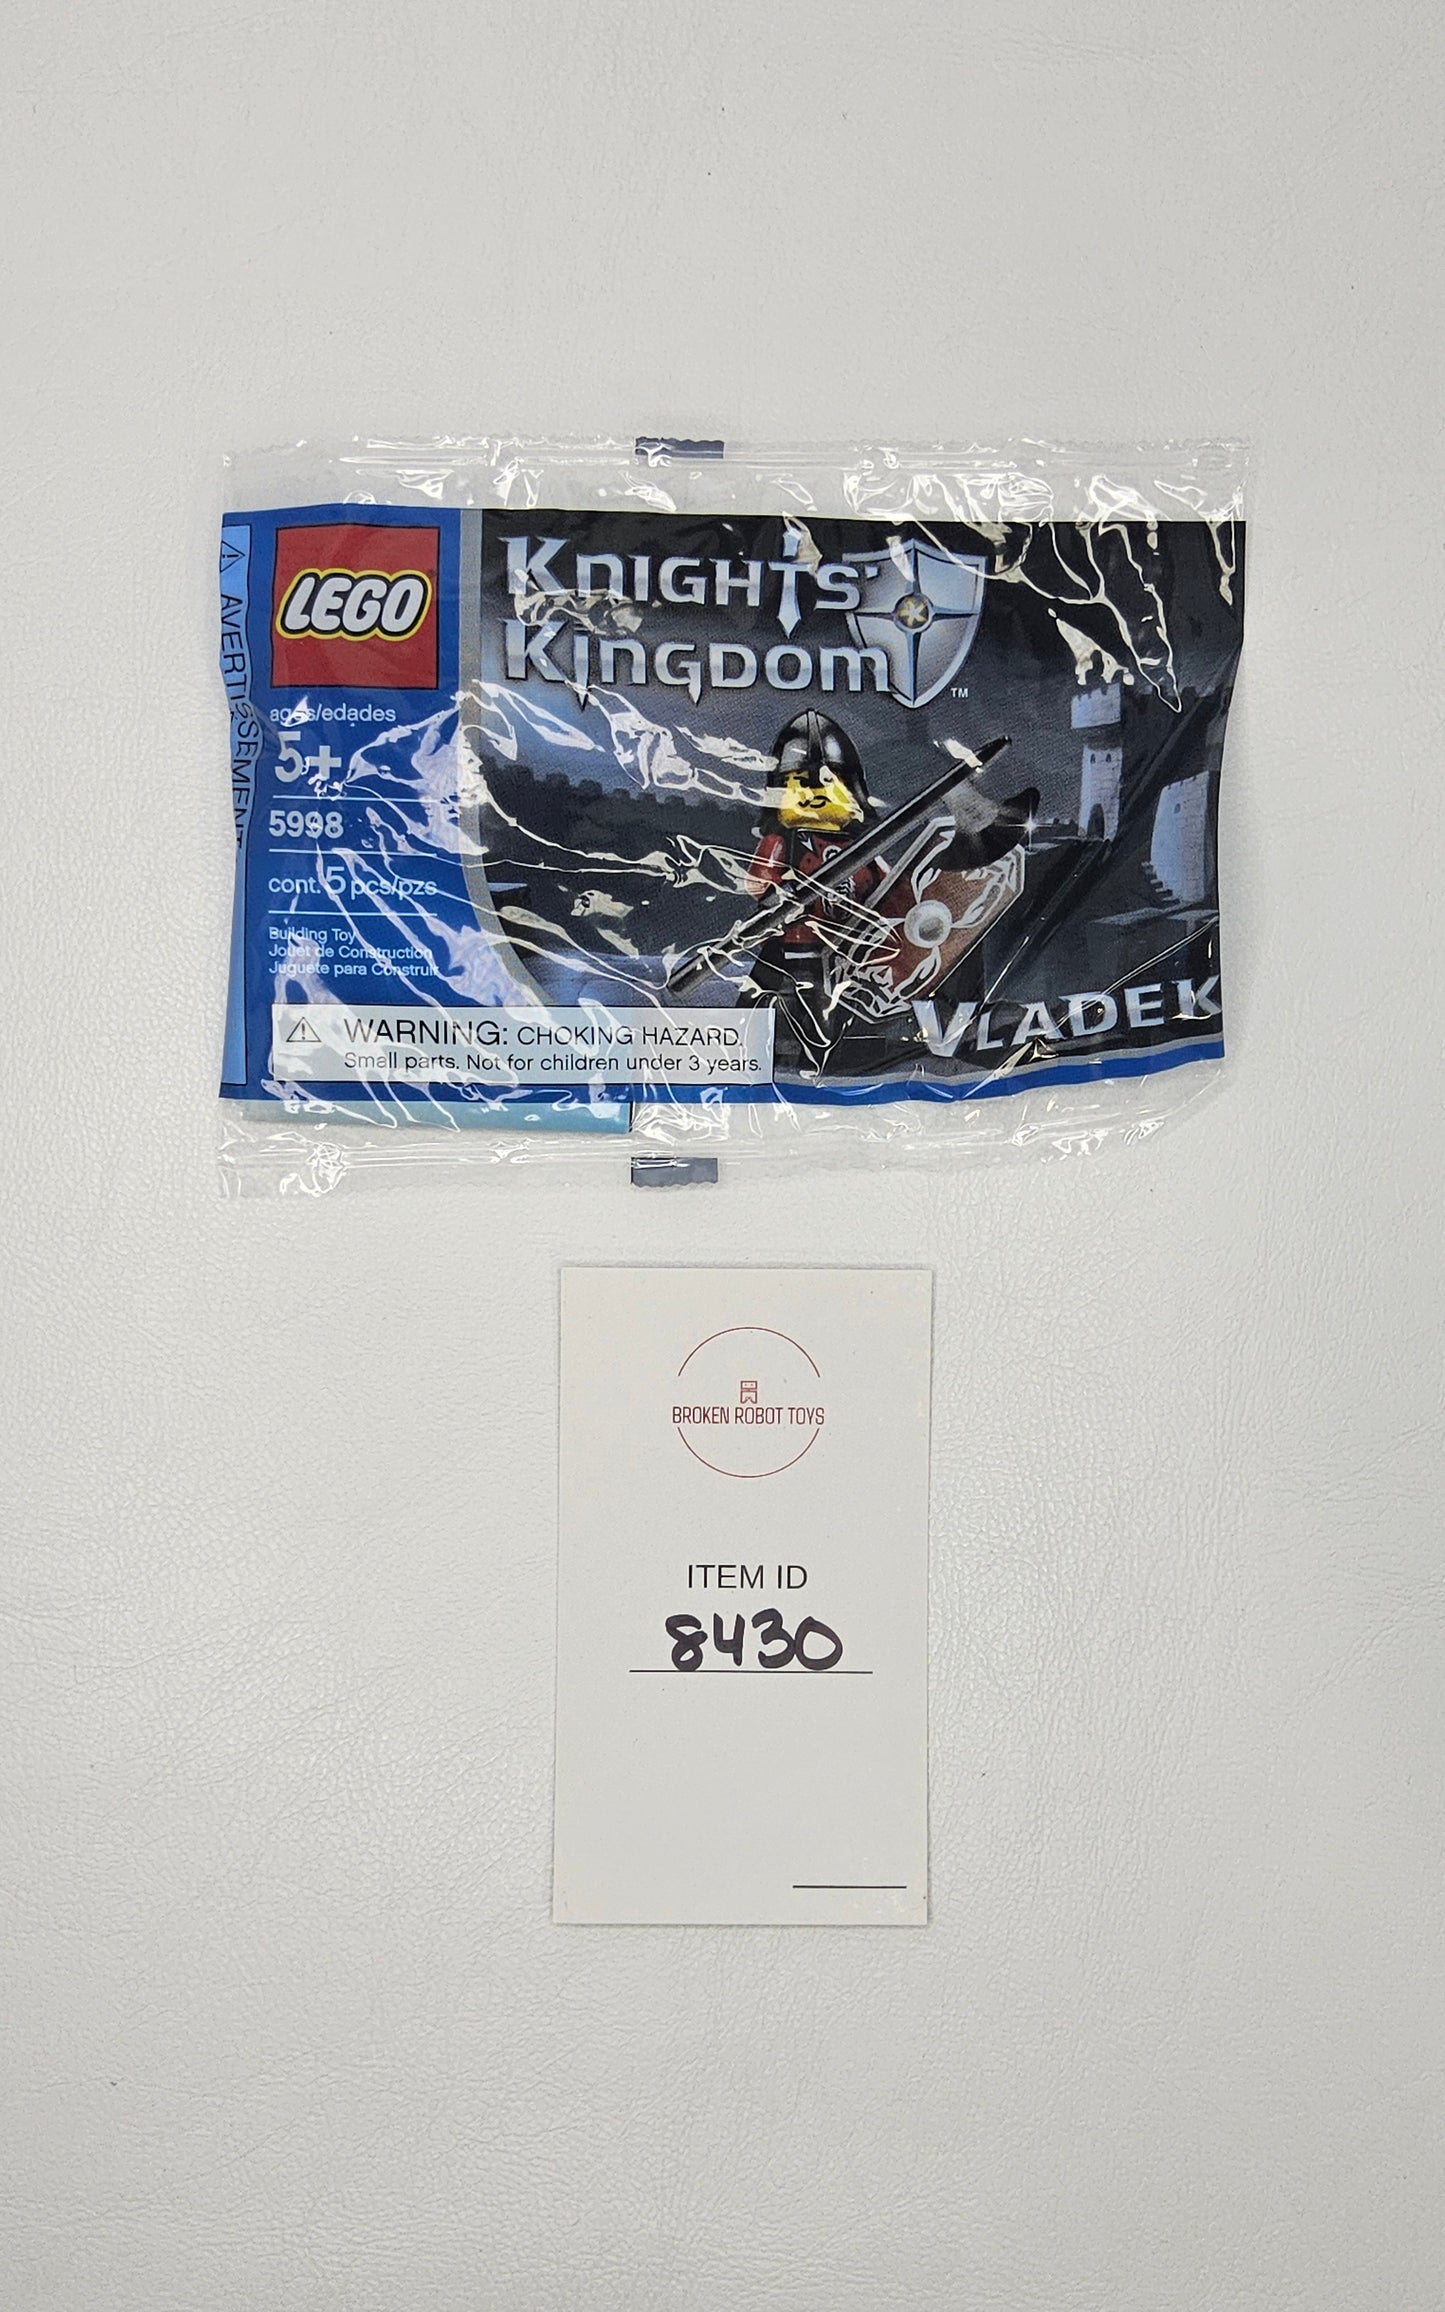 AVERTISSEMENT
LEGO
ages/edades
5+
5998
cont. 5 pcs/pzs
Building Toy
Jouet de Construction
Juguete para Construir
KNIGHTS'
KINGDOM
TM
VLADEK
WARNING: CHOKING HAZARD.
Small parts. Not for children under 3 years.
BROKEN ROBOT TOYS
ITEM ID
8430